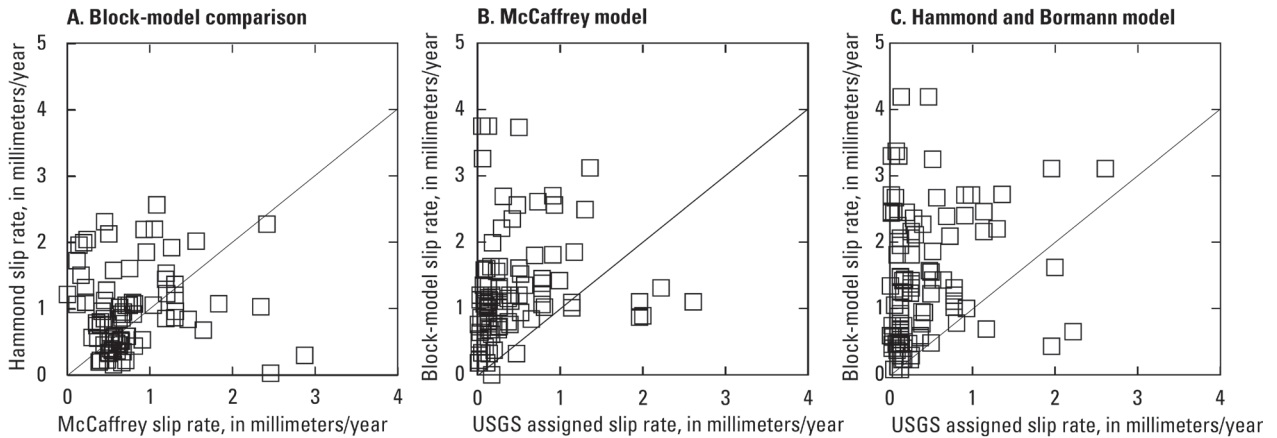 A. Block-model comparison
Hammond slip rate, in millimeters/year
5
4
3
2
1
0
0 1 2 3 4
McCaffrey slip rate, in millimeters/year
B. McCaffrey model
Block-model slip rate, in millimeters/year
5
4
3
2
1
0
0 1 2 3 4
USGS assigned slip rate, in millimeters/year
C. Hammond and Bormann model
Block-model slip rate, in millimeters/year
5
4
3
2
1
0
0 1 2 3 4
USGS assigned slip rate, in millimeters/year